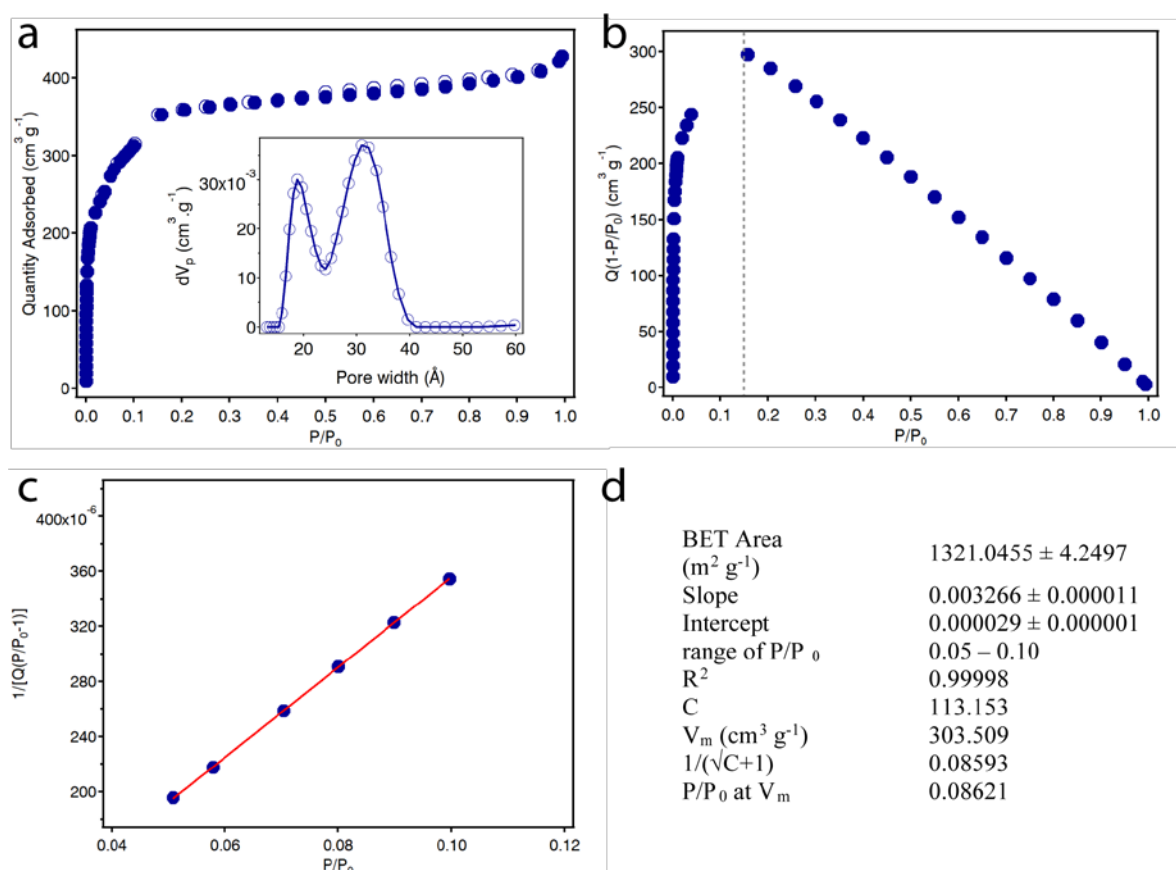 a
Quantity Adsorbed (cm³ g⁻¹)
400
300
200
100
0
0.0 0.1 0.2 0.3 0.4 0.5 0.6 0.7 0.8 0.9 1.0
P/P₀
dVₚ (cm³.g⁻¹)
30x10⁻³
20
10
0
20 30 40 50 60
Pore width (Å)
b
Q(1-P/P₀) (cm³ g⁻¹)
300
250
200
150
100
50
0
0.0 0.1 0.2 0.3 0.4 0.5 0.6 0.7 0.8 0.9 1.0
P/P₀
c
1/[Q(P/P₀-1)]
400x10⁻⁶
360
320
280
240
200
0.04 0.06 0.08 0.10 0.12
P/P₀
d
BET Area
(m² g⁻¹) 1321.0455 ± 4.2497
Slope 0.003266 ± 0.000011
Intercept 0.000029 ± 0.000001
range of P/P ₀ 0.05 – 0.10
R² 0.99998
C 113.153
Vₘ (cm³ g⁻¹) 303.509
1/(√C+1) 0.08593
P/P₀ at Vₘ 0.08621